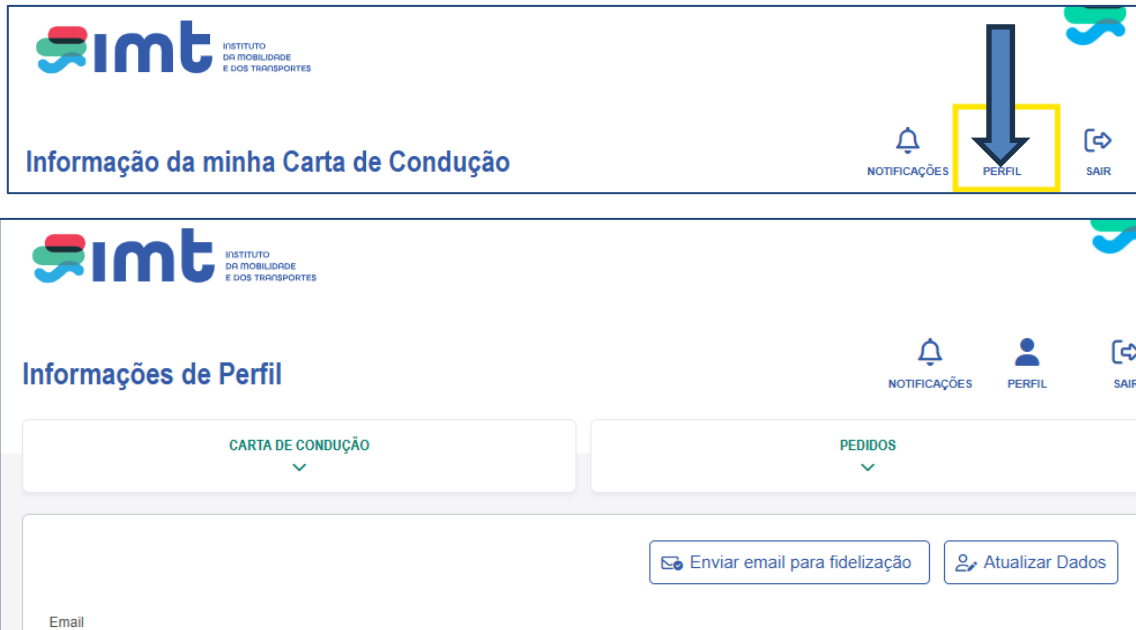 imt
INSTITUTO
DA MOBILIDADE
E DOS TRANSPORTES
Informação da minha Carta de Condução
NOTIFICAÇÕES
PERFIL
SAIR
imt
INSTITUTO
DA MOBILIDADE
E DOS TRANSPORTES
Informações de Perfil
NOTIFICAÇÕES
PERFIL
SAIR
CARTA DE CONDUÇÃO
PEDIDOS
Enviar email para fidelização
Atualizar Dados
Email